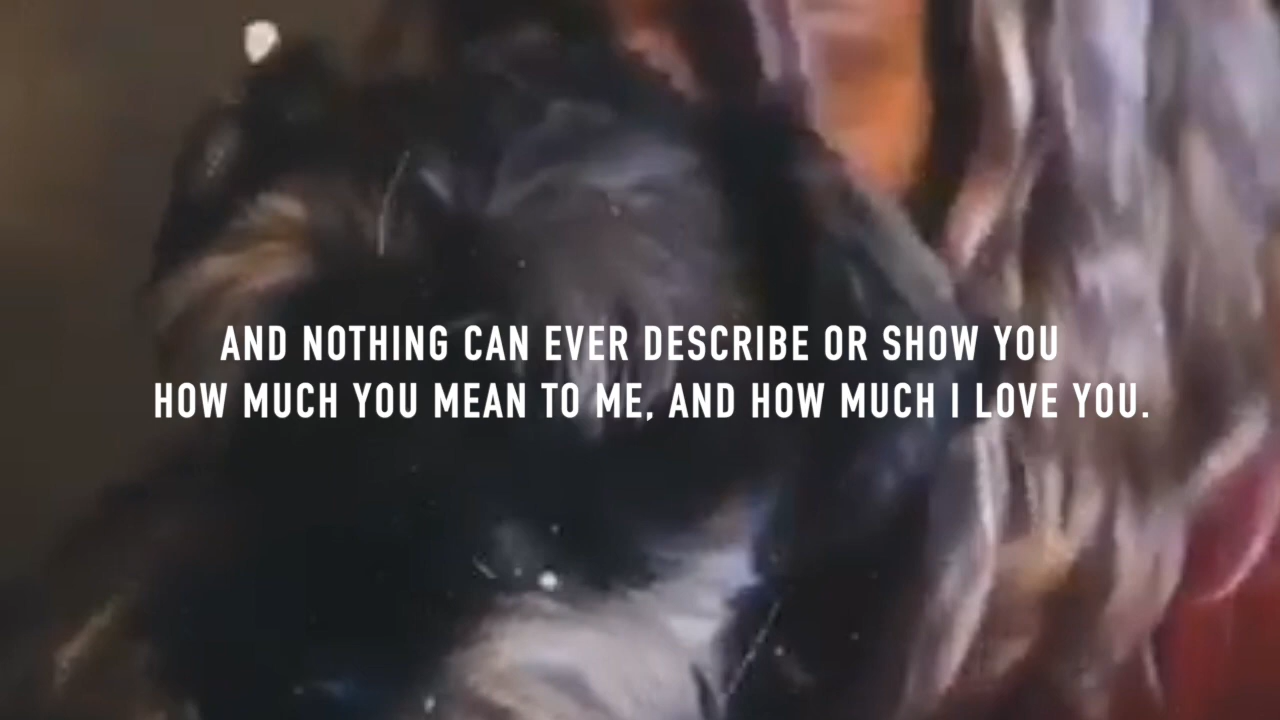 AND NOTHING CAN EVER DESCRIBE OR SHOW YOU
HOW MUCH YOU MEAN TO ME, AND HOW MUCH I LOVE YOU.